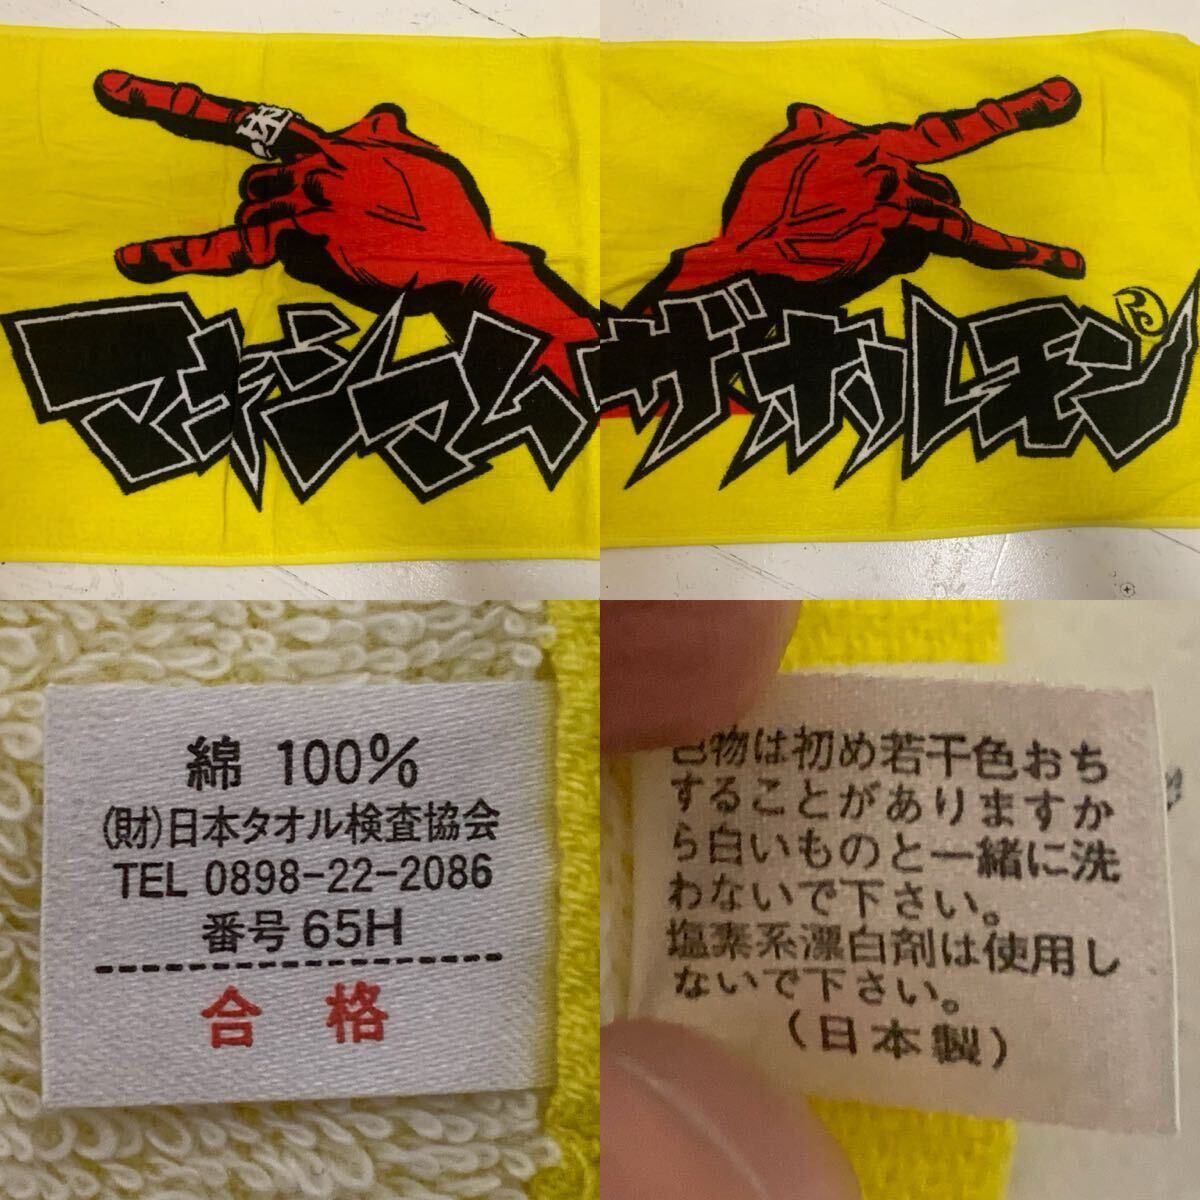 マキシマム ザ ホルモン
綿 100%
(財)日本タオル検査協会
TEL 0898-22-2086
番号 65H
合 格
色物は初め若干色おち
することがありますか
ら白いものと一緒に洗
わないで下さい。
塩素系漂白剤は使用し
ないで下さい。
(日本製)